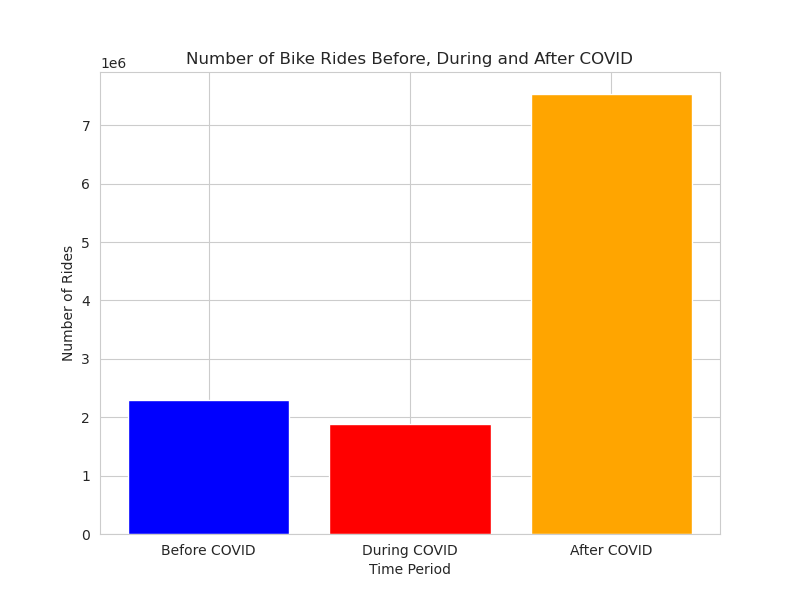 Number of Bike Rides Before, During and After COVID
1e6
7
6
5
4
3
2
1
0
Number of Rides
Before COVID During COVID After COVID
Time Period